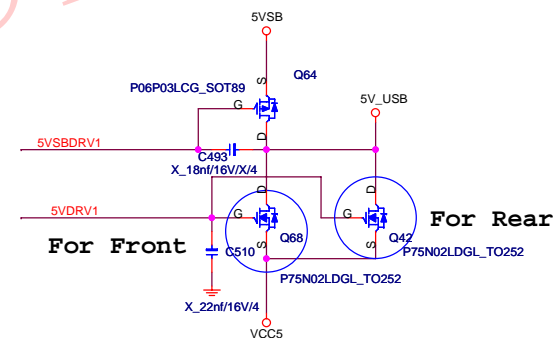 5VSB
S
Q64
P06P03LCG_SOT89
G
5V_USB
5VSBDRV1
D
C493
X_18nf/16V/X/4
D
D
5VDRV1
G
G
For Rear
For Front
C510
S
Q68
S
Q42
P75N02LDGL_TO252
P75N02LDGL_TO252
X_22nf/16V/4
VCC5